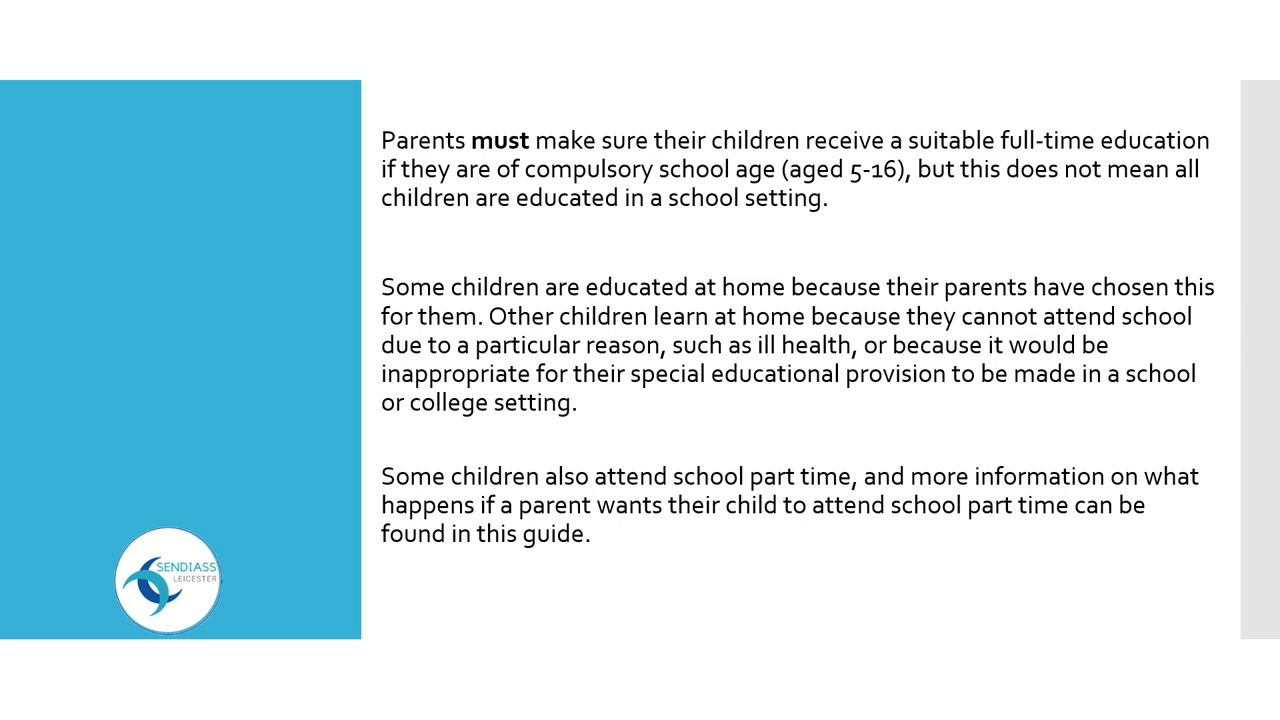 Parents must make sure their children receive a suitable full-time education
if they are of compulsory school age (aged 5-16), but this does not mean all
children are educated in a school setting.
Some children are educated at home because their parents have chosen this
for them. Other children learn at home because they cannot attend school
due to a particular reason, such as ill health, or because it would be
inappropriate for their special educational provision to be made in a school
or college setting.
Some children also attend school part time, and more information on what
happens if a parent wants their child to attend school part time can be
found in this guide.
SENDIASS
LEICESTER